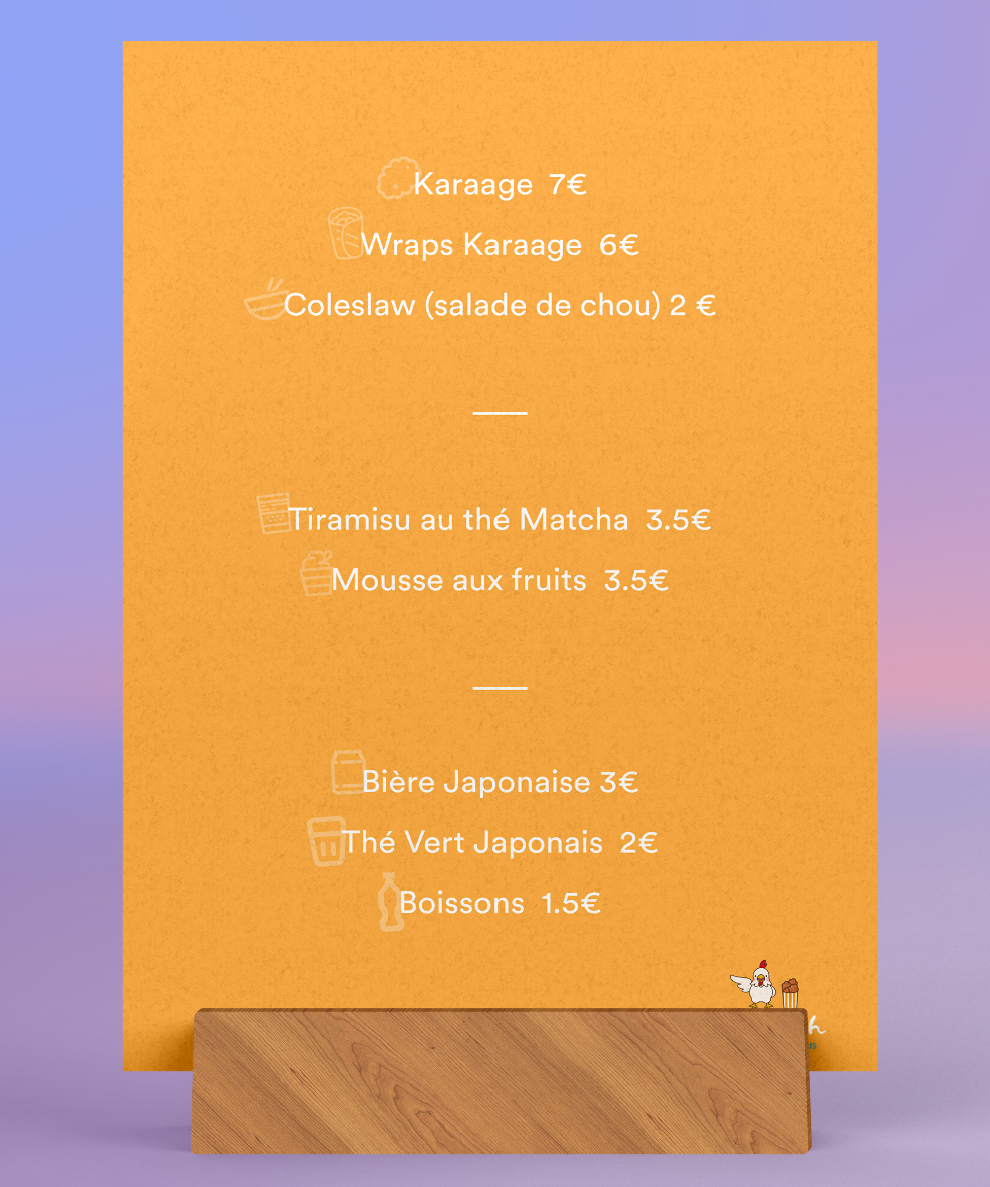 Karaage 7€
Wraps Karaage 6€
Coleslaw (salade de chou) 2 €
Tiramisu au thé Matcha 3.5€
Mousse aux fruits 3.5€
Bière Japonaise 3€
Thé Vert Japonais 2€
Boissons 1.5€